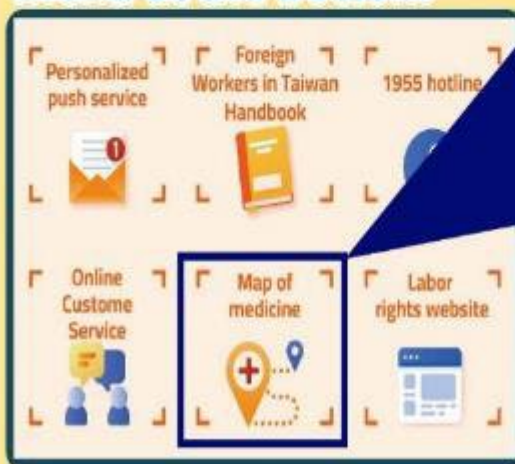 Personalized
push service
Foreign
Workers in Taiwan
Handbook
1955 hotline
1
Online
Custome
Service
Map of
medicine
Labor
rights website